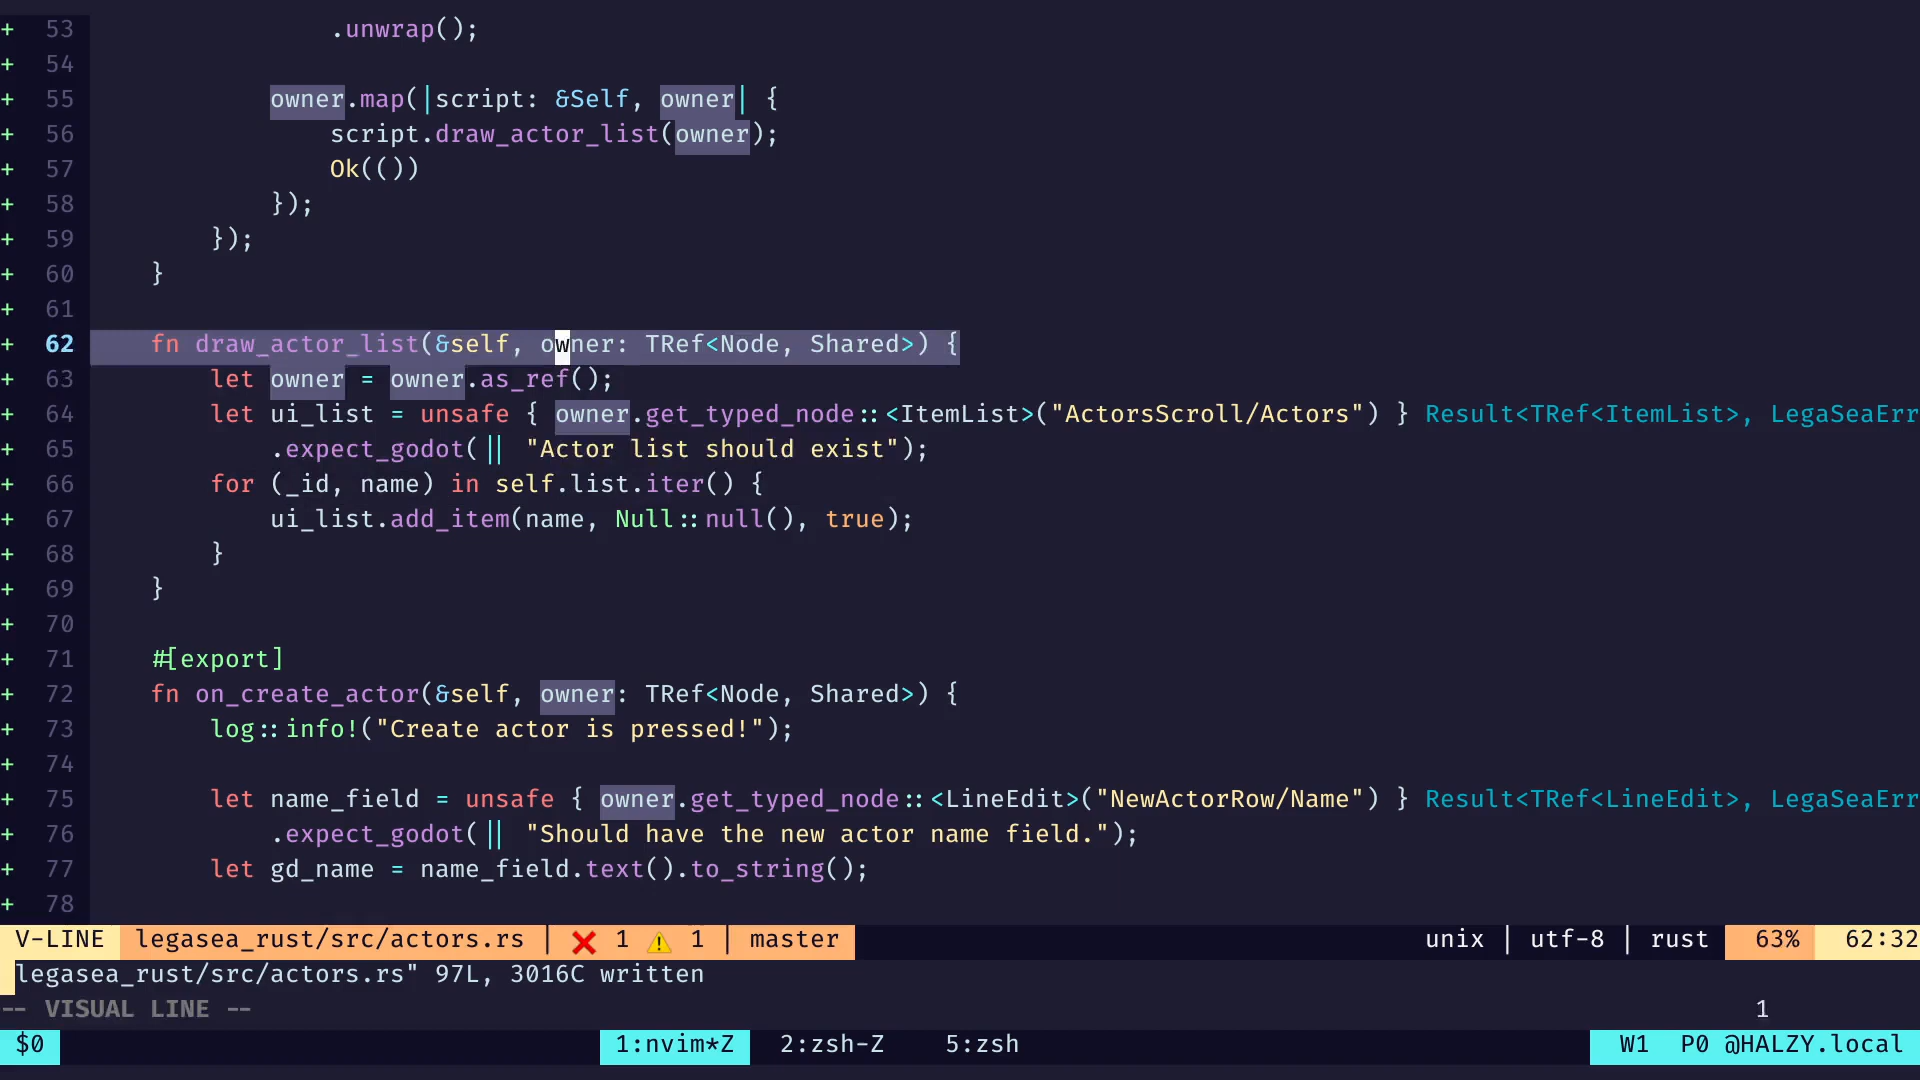 + 53 .unwrap();
+ 54
+ 55 owner.map(|script: &Self, owner| {
+ 56 script.draw_actor_list(owner);
+ 57 Ok(())
+ 58 });
+ 59 });
+ 60 }
+ 61
+ 62 fn draw_actor_list(&self, owner: TRef<Node, Shared>) {
+ 63 let owner = owner.as_ref();
+ 64 let ui_list = unsafe { owner.get_typed_node::<ItemList>("ActorsScroll/Actors") } Result<TRef<ItemList>, LegaSeaErr
+ 65 .expect_godot(|| "Actor list should exist");
+ 66 for (_id, name) in self.list.iter() {
+ 67 ui_list.add_item(name, Null::null(), true);
+ 68 }
+ 69 }
+ 70
+ 71 #[export]
+ 72 fn on_create_actor(&self, owner: TRef<Node, Shared>) {
+ 73 log::info!("Create actor is pressed!");
+ 74
+ 75 let name_field = unsafe { owner.get_typed_node::<LineEdit>("NewActorRow/Name") } Result<TRef<LineEdit>, LegaSeaErr
+ 76 .expect_godot(|| "Should have the new actor name field.");
+ 77 let gd_name = name_field.text().to_string();
+ 78
V-LINE legasea_rust/src/actors.rs | ❌ 1 ⚠️ 1 | master unix | utf-8 | rust 63% 62:32
legasea_rust/src/actors.rs" 97L, 3016C written
-- VISUAL LINE -- 1
$0 1:nvim*Z 2:zsh-Z 5:zsh W1 P0 @HALZY.local